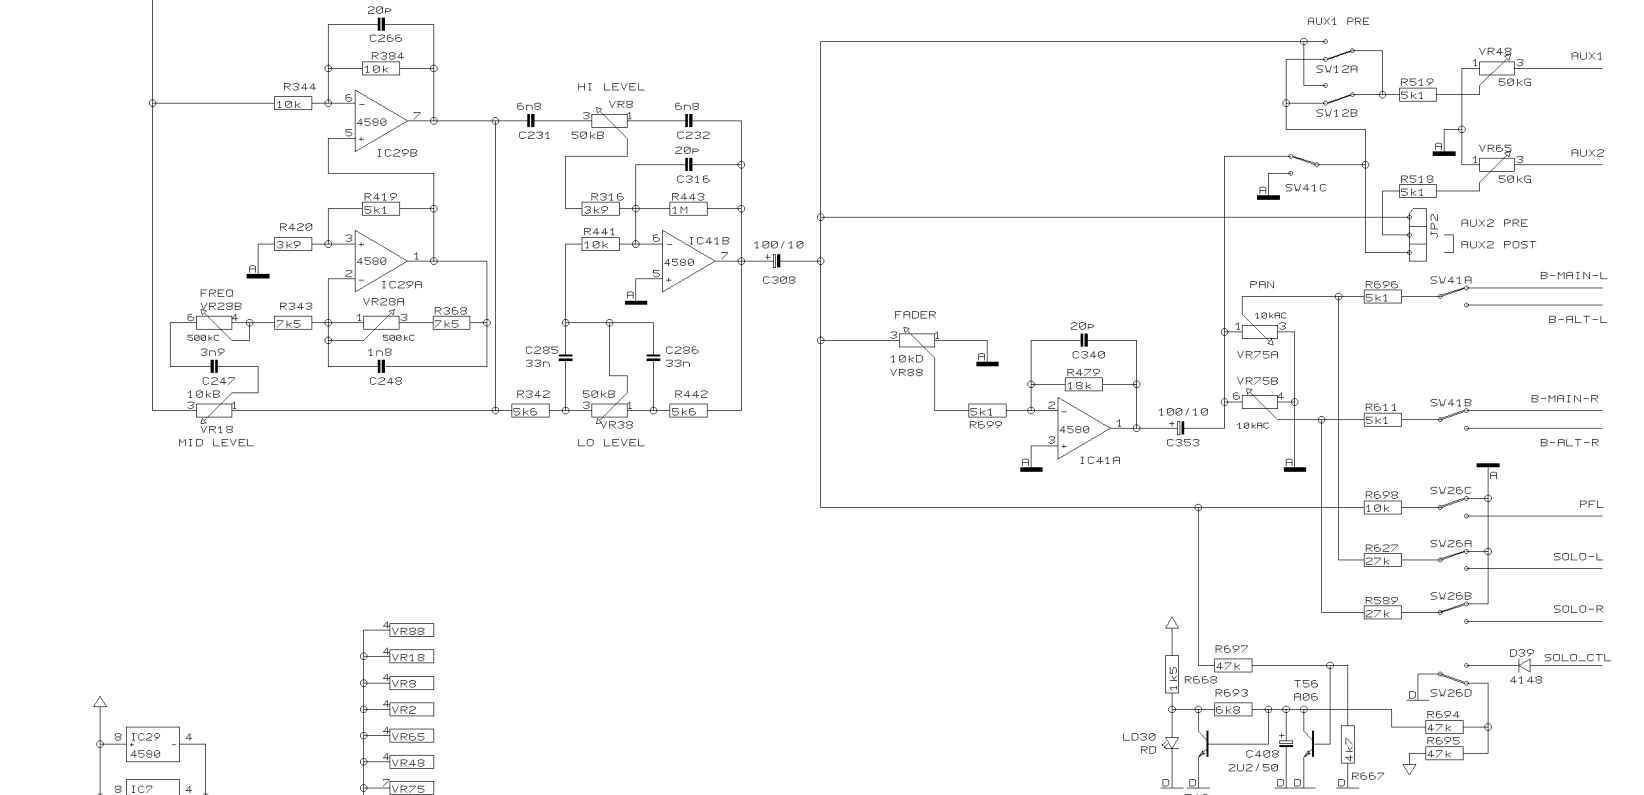 20p
C266
R384
10k
R344
10k
6
7
4580
5
IC29B
R419
5k1
R420
3k9
3
1
4580
2
IC29A
A
FREQ
VR28B
6
4
500kC
R343
7k5
VR28A
1
3
500kC
R368
7k5
3n9
C247
1n8
C248
10kB
3
1
VR18
MID LEVEL
6n8
C231
HI LEVEL
VR8
3
1
50kB
6n8
C232
20p
C316
R316
3k9
R443
1M
R441
10k
6
IC41B
4580
7
5
A
100/10
C308
C285
33n
C286
33n
R342
5k6
50kB
3
1
VR38
LO LEVEL
R442
5k6
FADER
3
1
10kD
VR88
A
20p
C340
R479
18k
5k1
R699
2
4580
1
3
IC41A
A
100/10
C353
AUX1 PRE
SW12A
SW12B
R519
5k1
VR48
1
3
50kG
AUX1
A
VR65
1
3
50kG
AUX2
R518
5k1
SW41C
A
JP2
AUX2 PRE
AUX2 POST
PAN
10kAC
1
3
VR75A
VR75B
6
4
10kAC
A
R696
5k1
SW41A
B-MAIN-L
B-ALT-L
R611
5k1
SW41B
B-MAIN-R
B-ALT-R
A
R698
10k
SW26C
PFL
R627
27k
SW26A
SOLO-L
R589
27k
SW26B
SOLO-R
1k5
R668
R697
47k
R693
6k8
T56
A06
LD30
RD
C408
2U2/50
4k7
R667
D
D
D
D
D
D39
4148
SOLO_CTL
SW26D
D
R694
47k
R695
47k
4
VR88
4
VR18
4
VR8
4
VR2
4
VR65
4
VR48
7
VR75
8
IC29
4
4580
8
IC7
4